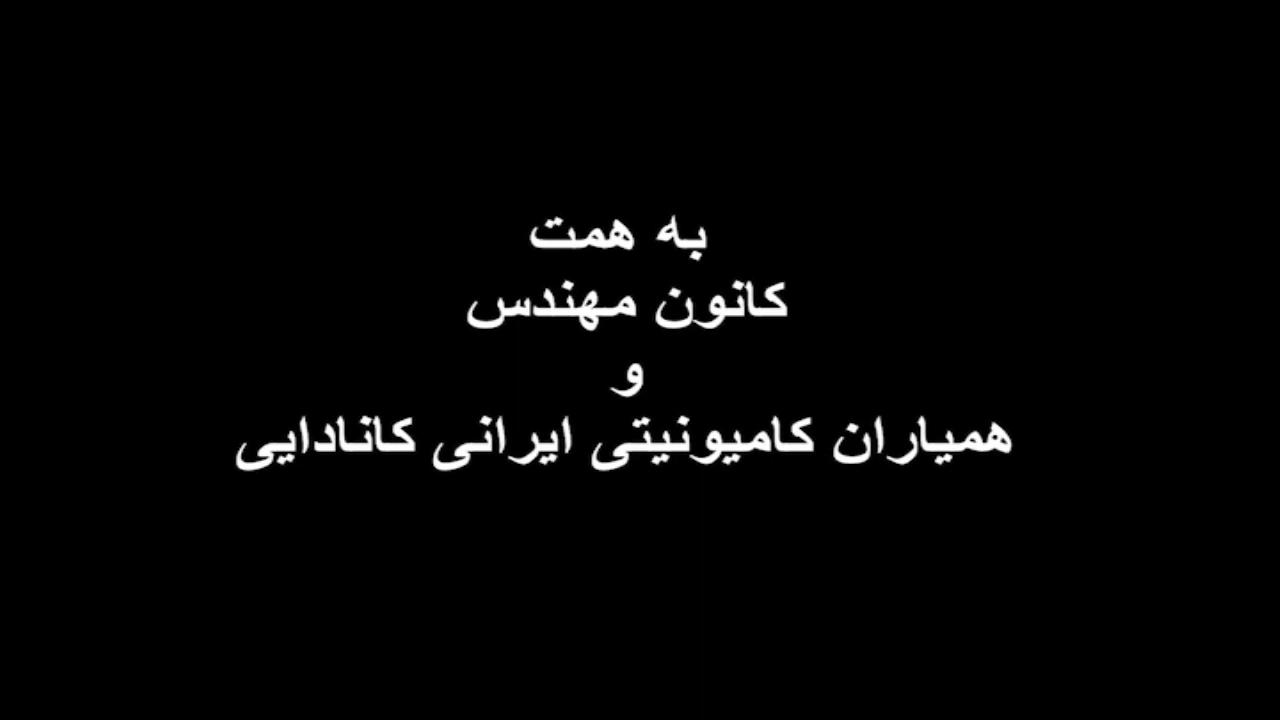 به همت
کانون مهندس
و
همیاران کامیونیتی ایرانی کانادایی